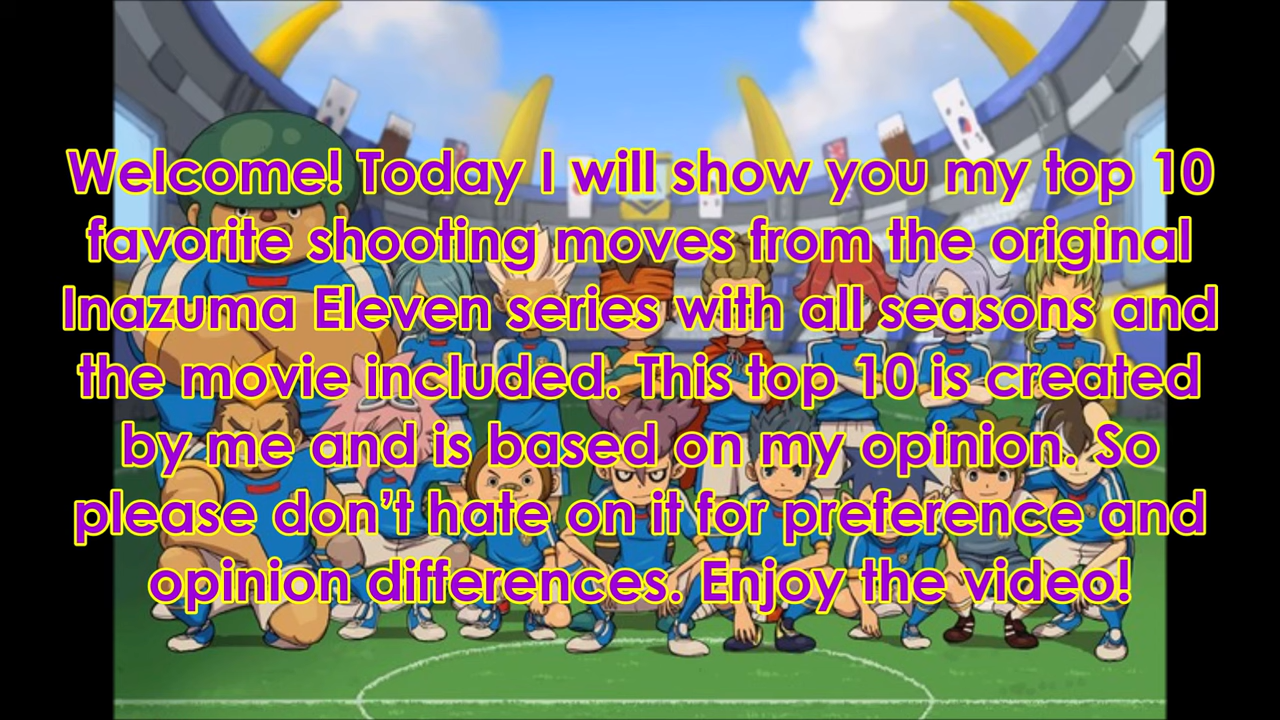 Welcome! Today I will show you my top 10
favorite shooting moves from the original
Inazuma Eleven series with all seasons and
the movie included. This top 10 is created
by me and is based on my opinion. So
please don’t hate on it for preference and
opinion differences. Enjoy the video!